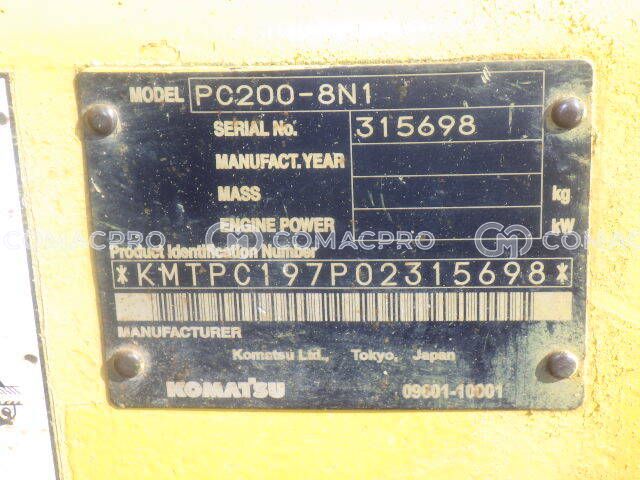 MODEL PC200-8N1
SERIAL No. 315698
MANUFACT. YEAR
MASS kg
ENGINE POWER kW
COMACPRO COMACPRO
Product Identification Number
*KMTPC197P02315698*
MANUFACTURER
Komatsu Ltd., Tokyo, Japan
KOMATSU 09601-10001